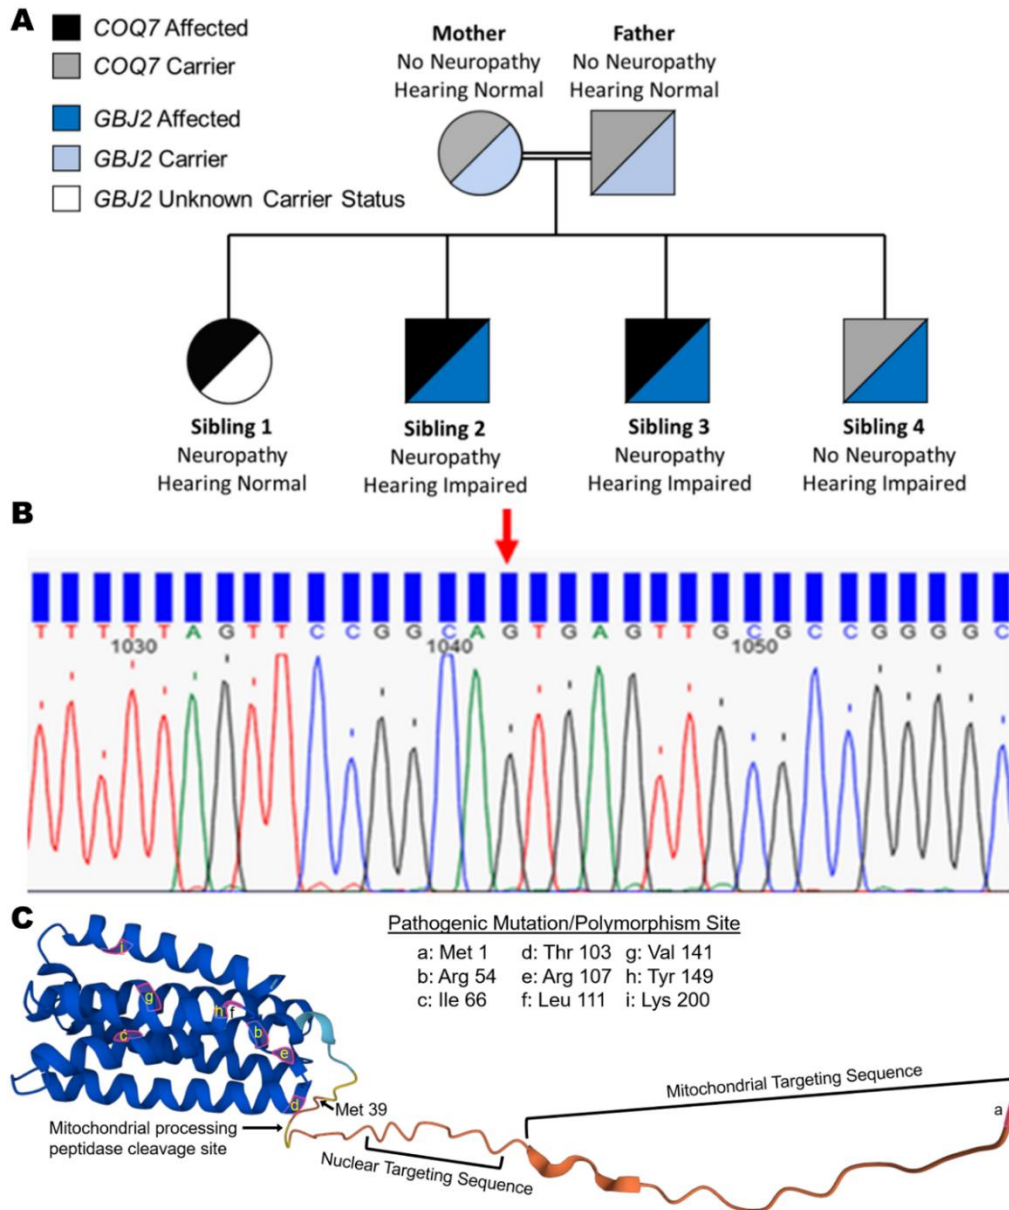 A
COQ7 Affected
COQ7 Carrier
GBJ2 Affected
GBJ2 Carrier
GBJ2 Unknown Carrier Status
Mother
No Neuropathy
Hearing Normal
Father
No Neuropathy
Hearing Normal
Sibling 1
Neuropathy
Hearing Normal
Sibling 2
Neuropathy
Hearing Impaired
Sibling 3
Neuropathy
Hearing Impaired
Sibling 4
No Neuropathy
Hearing Impaired
B
T T T T T A G T T C C G G C A G T G A G T T G C G C C G G G G C
1030 1040 1050
C
Pathogenic Mutation/Polymorphism Site
a: Met 1 d: Thr 103 g: Val 141
b: Arg 54 e: Arg 107 h: Tyr 149
c: Ile 66 f: Leu 111 i: Lys 200
i
g
h f
c
b
e
d
Met 39
Mitochondrial processing
peptidase cleavage site
Nuclear Targeting Sequence
Mitochondrial Targeting Sequence
a